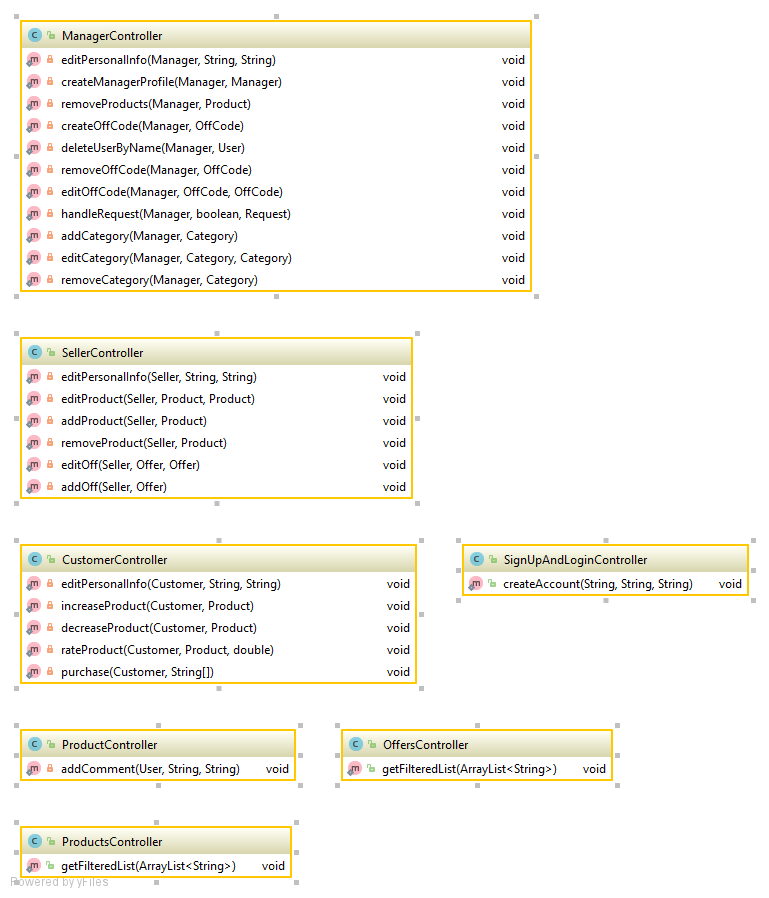 ManagerController
editPersonalInfo(Manager, String, String) void
createManagerProfile(Manager, Manager) void
removeProducts(Manager, Product) void
createOffCode(Manager, OffCode) void
deleteUserByName(Manager, User) void
removeOffCode(Manager, OffCode) void
editOffCode(Manager, OffCode, OffCode) void
handleRequest(Manager, boolean, Request) void
addCategory(Manager, Category) void
editCategory(Manager, Category, Category) void
removeCategory(Manager, Category) void
SellerController
editPersonalInfo(Seller, String, String) void
editProduct(Seller, Product, Product) void
addProduct(Seller, Product) void
removeProduct(Seller, Product) void
editOff(Seller, Offer, Offer) void
addOff(Seller, Offer) void
CustomerController
editPersonalInfo(Customer, String, String) void
increaseProduct(Customer, Product) void
decreaseProduct(Customer, Product) void
rateProduct(Customer, Product, double) void
purchase(Customer, String[]) void
SignUpAndLoginController
createAccount(String, String, String) void
ProductController
addComment(User, String, String) void
OffersController
getFilteredList(ArrayList<String>) void
ProductsController
getFilteredList(ArrayList<String>) void
Powered by yFiles